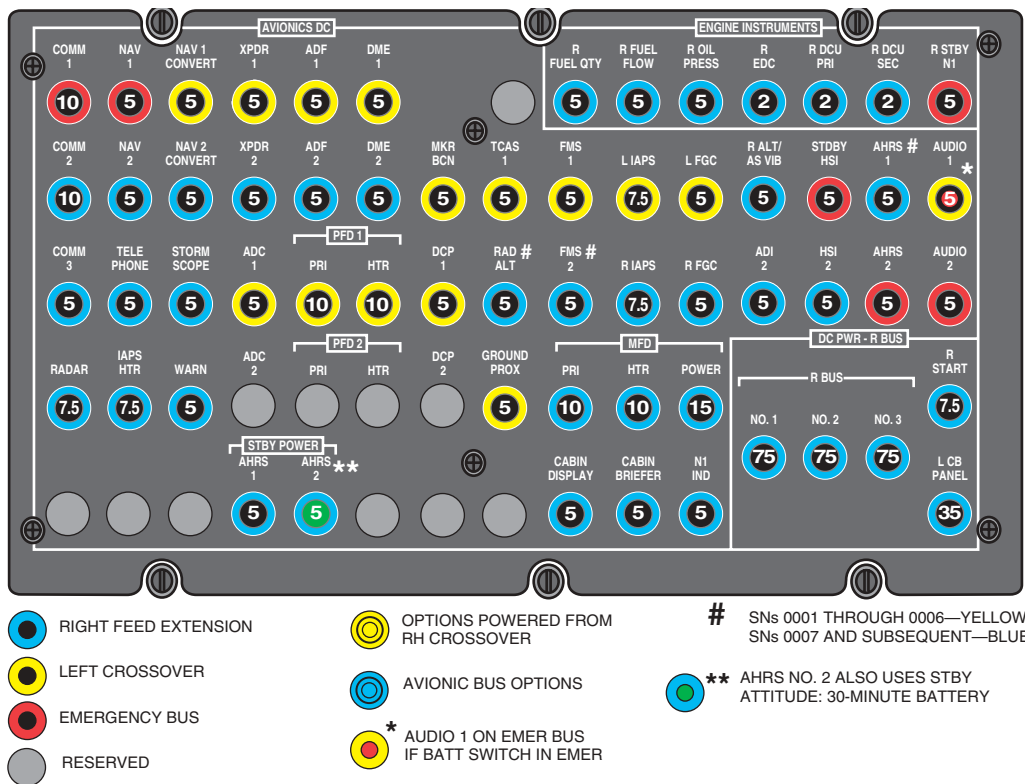 AVIONICS DC
ENGINE INSTRUMENTS
COMM 1
NAV 1
NAV 1 CONVERT
XPDR 1
ADF 1
DME 1
R FUEL QTY
R FUEL FLOW
R OIL PRESS
R EDC
R DCU PRI
R DCU SEC
R STBY N1
10 5 5 5 5 5 5 5 5 2 2 2 5
COMM 2
NAV 2
NAV 2 CONVERT
XPDR 2
ADF 2
DME 2
MKR BCN
TCAS 1
FMS 1
L IAPS
L FGC
R ALT/ AS VIB
STDBY HSI
AHRS # 1
AUDIO 1 *
10 5 5 5 5 5 5 5 5 7.5 5 5 5 5 5
PFD 1
COMM 3
TELE PHONE
STORM SCOPE
ADC 1
PRI
HTR
DCP 1
RAD # ALT
FMS # 2
R IAPS
R FGC
ADI 2
HSI 2
AHRS 2
AUDIO 2
5 5 5 5 10 10 5 5 5 7.5 5 5 5 5 5
PFD 2
MFD
DC PWR - R BUS
RADAR
IAPS HTR
WARN
ADC 2
PRI
HTR
DCP 2
GROUND PROX
PRI
HTR
POWER
R BUS
R START
7.5 7.5 5 5 10 10 15 7.5
NO. 1
NO. 2
NO. 3
75 75 75
STBY POWER
AHRS 1
AHRS 2 **
CABIN DISPLAY
CABIN BRIEFER
N1 IND
L CB PANEL
5 5 5 5 5 35
RIGHT FEED EXTENSION
LEFT CROSSOVER
EMERGENCY BUS
RESERVED
OPTIONS POWERED FROM
RH CROSSOVER
AVIONIC BUS OPTIONS
* AUDIO 1 ON EMER BUS
IF BATT SWITCH IN EMER
# SNs 0001 THROUGH 0006—YELLOW
SNs 0007 AND SUBSEQUENT—BLUE
** AHRS NO. 2 ALSO USES STBY
ATTITUDE: 30-MINUTE BATTERY